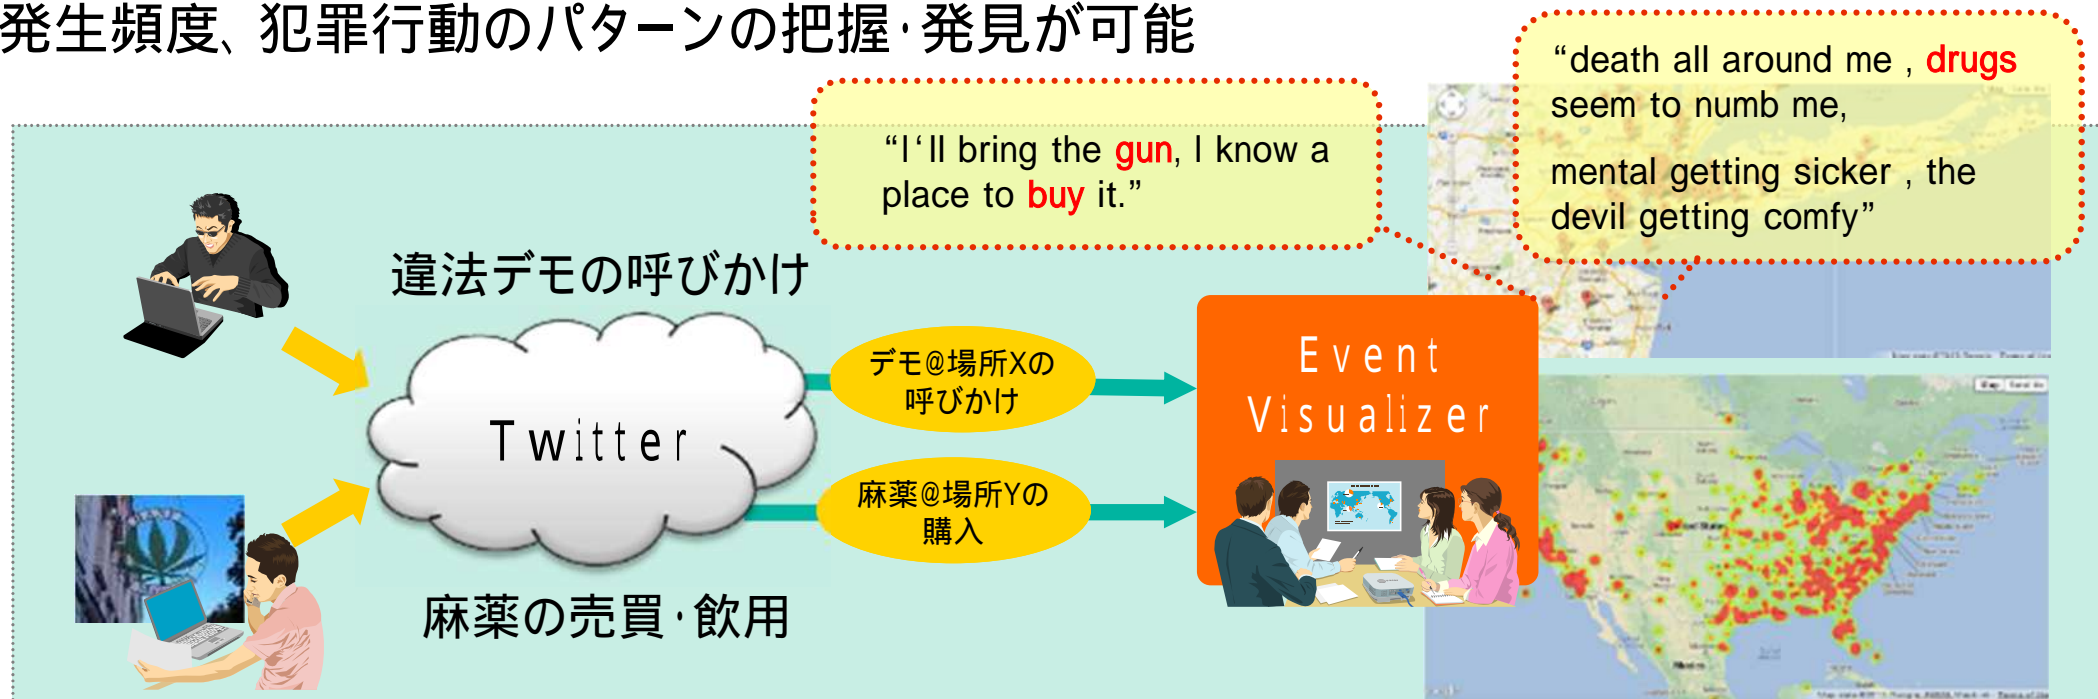 発生頻度、犯罪行動のパターンの把握･発見が可能
“death all around me , drugs
seem to numb me,
mental getting sicker , the
devil getting comfy”
“I‘ll bring the gun, I know a
place to buy it.”
違法デモの呼びかけ
Twitter
麻薬の売買･飲用
デモ@場所Xの
呼びかけ
麻薬@場所Yの
購入
Event
Visualizer
United States
Mexico